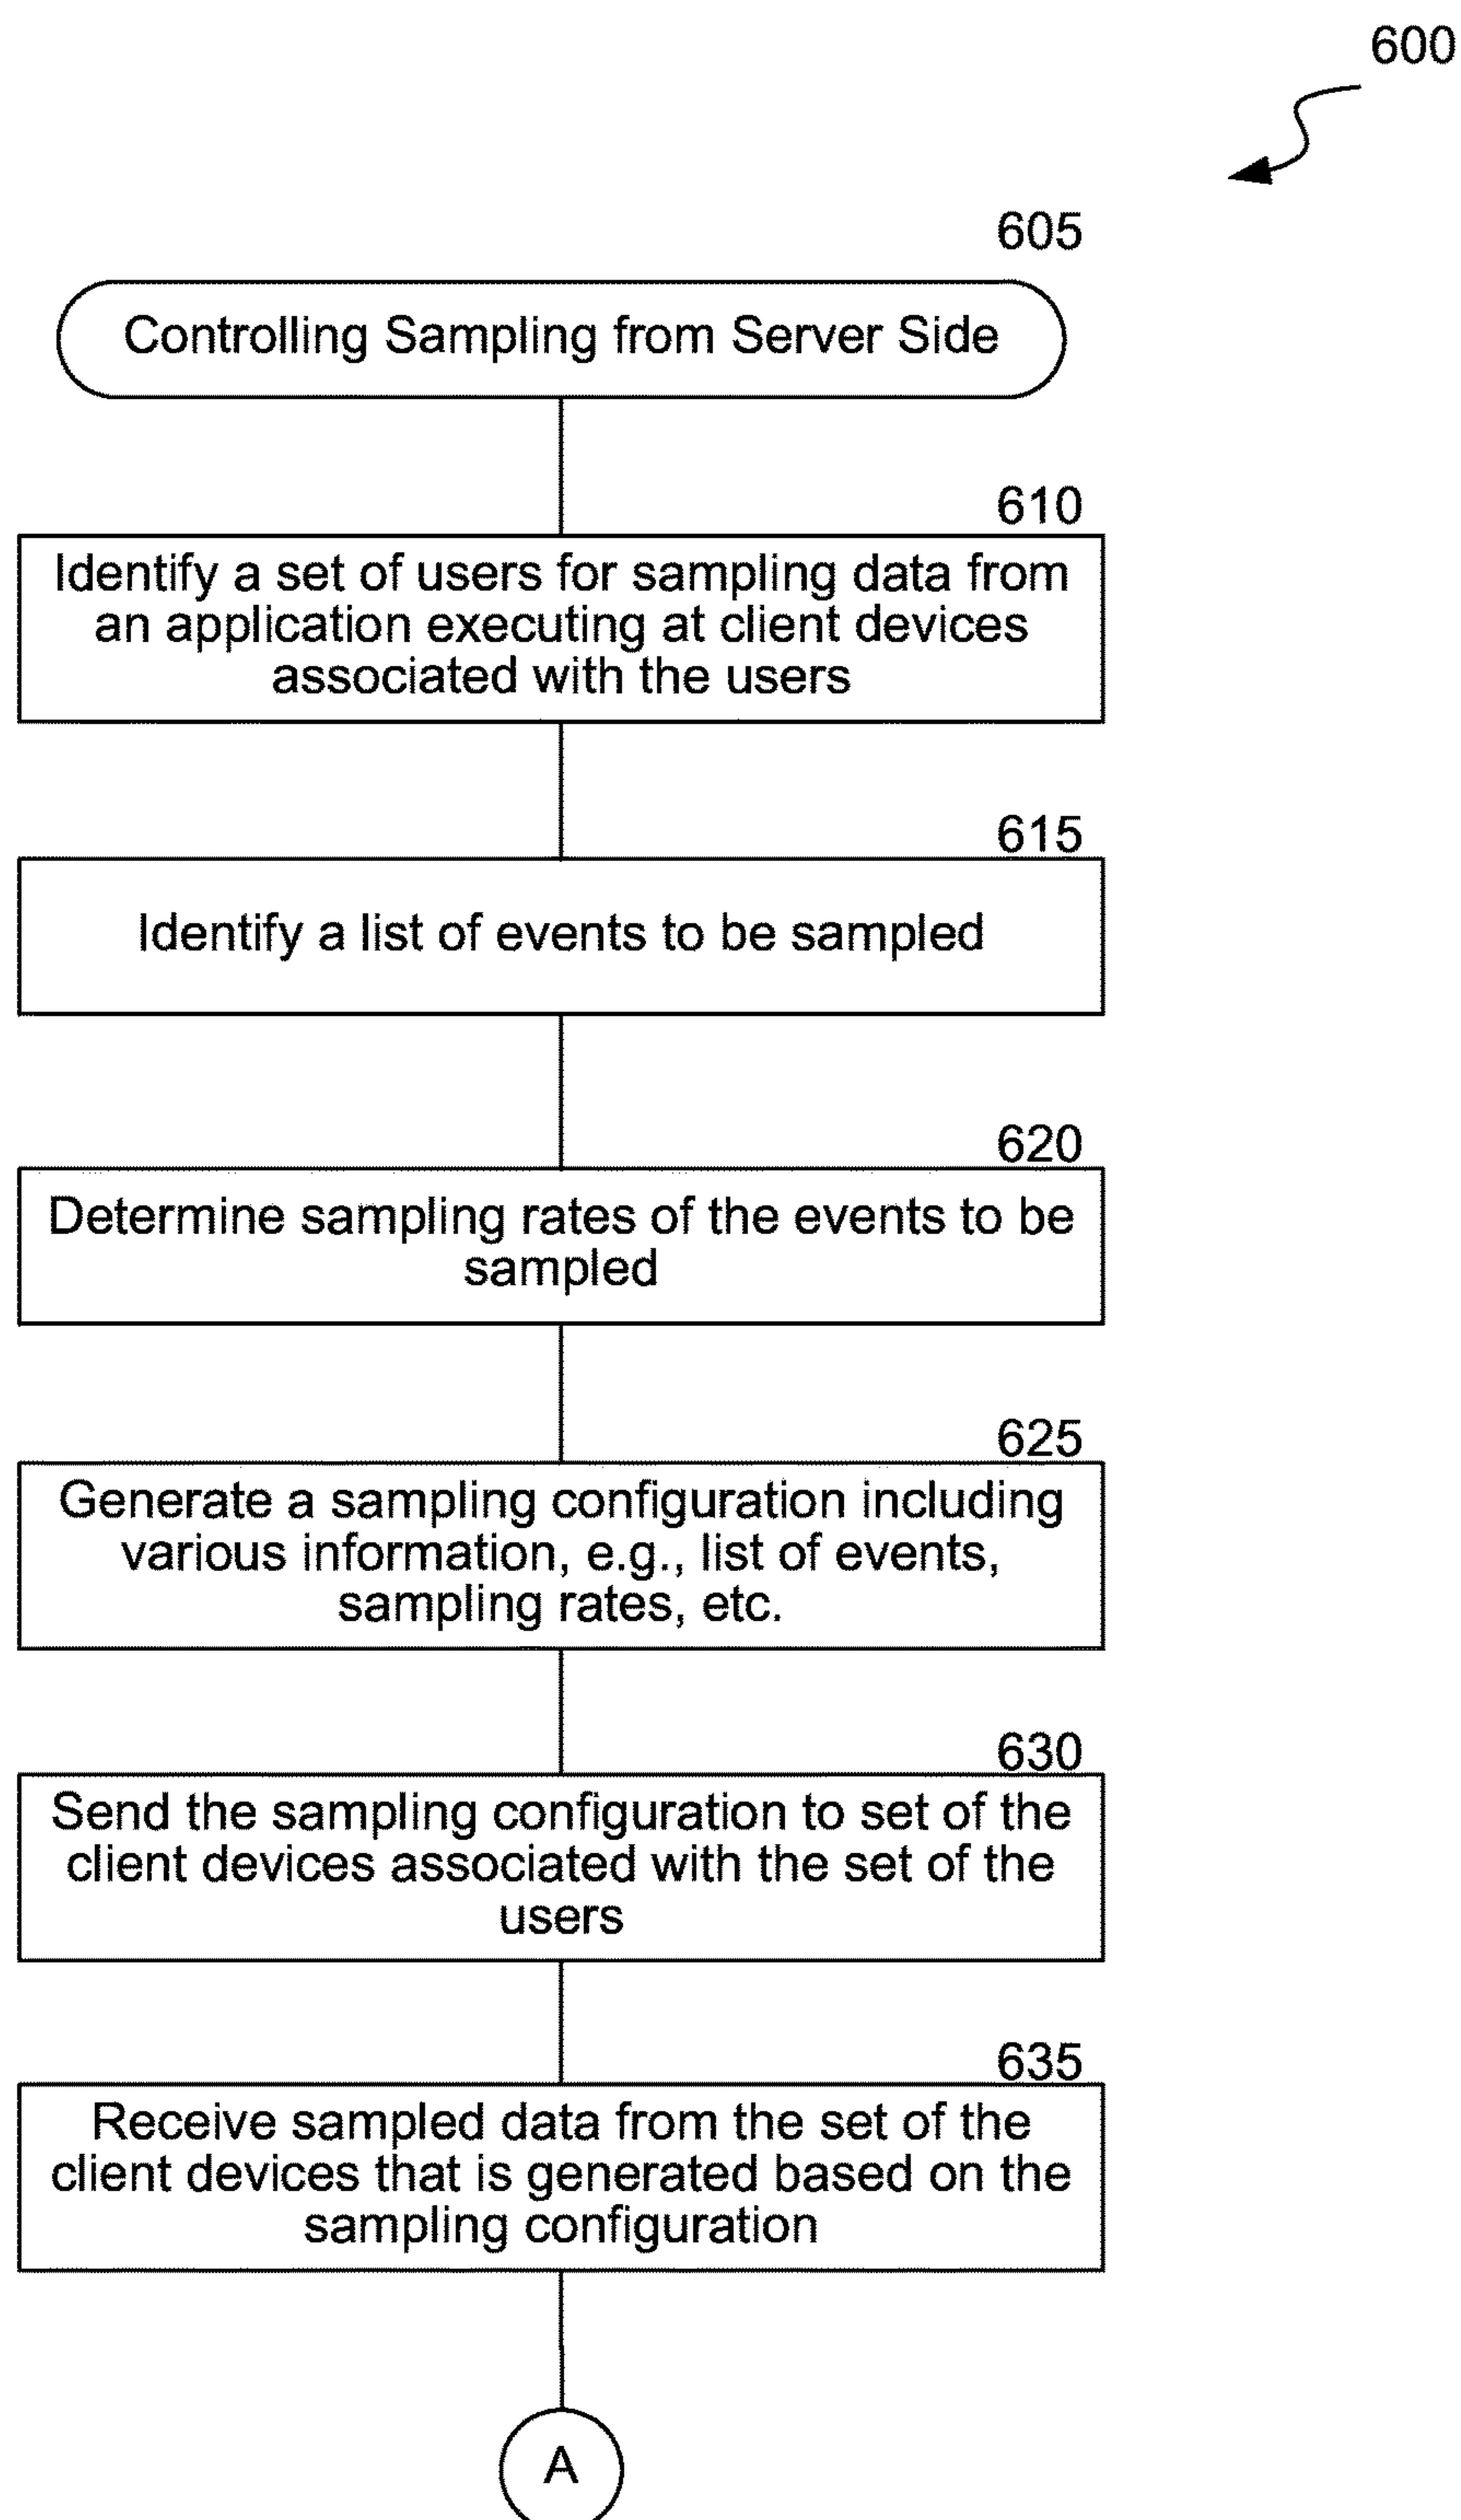 600
605
Controlling Sampling from Server Side
610
Identify a set of users for sampling data from
an application executing at client devices
associated with the users
615
Identify a list of events to be sampled
620
Determine sampling rates of the events to be
sampled
625
Generate a sampling configuration including
various information, e.g., list of events,
sampling rates, etc.
630
Send the sampling configuration to set of the
client devices associated with the set of the
users
635
Receive sampled data from the set of the
client devices that is generated based on the
sampling configuration
A